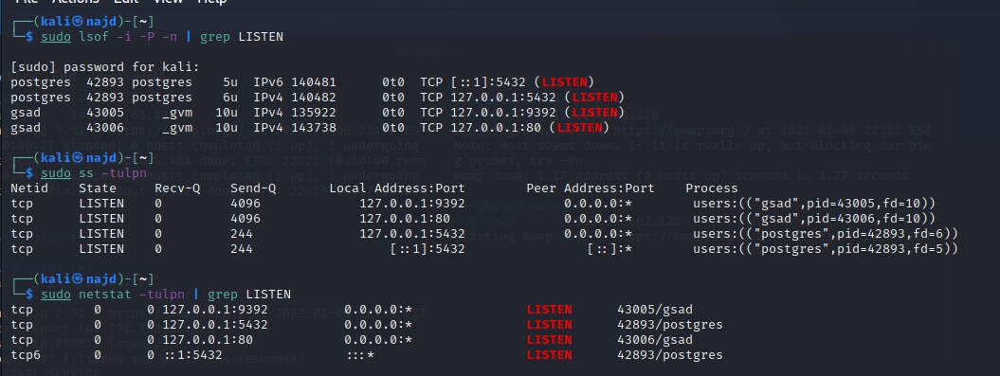 File Actions Edit View Help
┌──(kali㉿najd)-[~]
└─$ sudo lsof -i -P -n | grep LISTEN
[sudo] password for kali:
postgres 42893 postgres 5u IPv6 140481 0t0 TCP [::1]:5432 (LISTEN)
postgres 42893 postgres 6u IPv4 140482 0t0 TCP 127.0.0.1:5432 (LISTEN)
gsad 43005 _gvm 10u IPv4 135922 0t0 TCP 127.0.0.1:9392 (LISTEN)
gsad 43006 _gvm 10u IPv4 143738 0t0 TCP 127.0.0.1:80 (LISTEN)
┌──(kali㉿najd)-[~]
└─$ sudo ss -tulpn
Netid State Recv-Q Send-Q Local Address:Port Peer Address:Port Process
tcp LISTEN 0 4096 127.0.0.1:9392 0.0.0.0:* users:(("gsad",pid=43005,fd=10))
tcp LISTEN 0 4096 127.0.0.1:80 0.0.0.0:* users:(("gsad",pid=43006,fd=10))
tcp LISTEN 0 244 127.0.0.1:5432 0.0.0.0:* users:(("postgres",pid=42893,fd=6))
tcp LISTEN 0 244 [::1]:5432 [::]:* users:(("postgres",pid=42893,fd=5))
┌──(kali㉿najd)-[~]
└─$ sudo netstat -tulpn | grep LISTEN
tcp 0 0 127.0.0.1:9392 0.0.0.0:* LISTEN 43005/gsad
tcp 0 0 127.0.0.1:5432 0.0.0.0:* LISTEN 42893/postgres
tcp 0 0 127.0.0.1:80 0.0.0.0:* LISTEN 43006/gsad
tcp6 0 0 ::1:5432 :::* LISTEN 42893/postgres